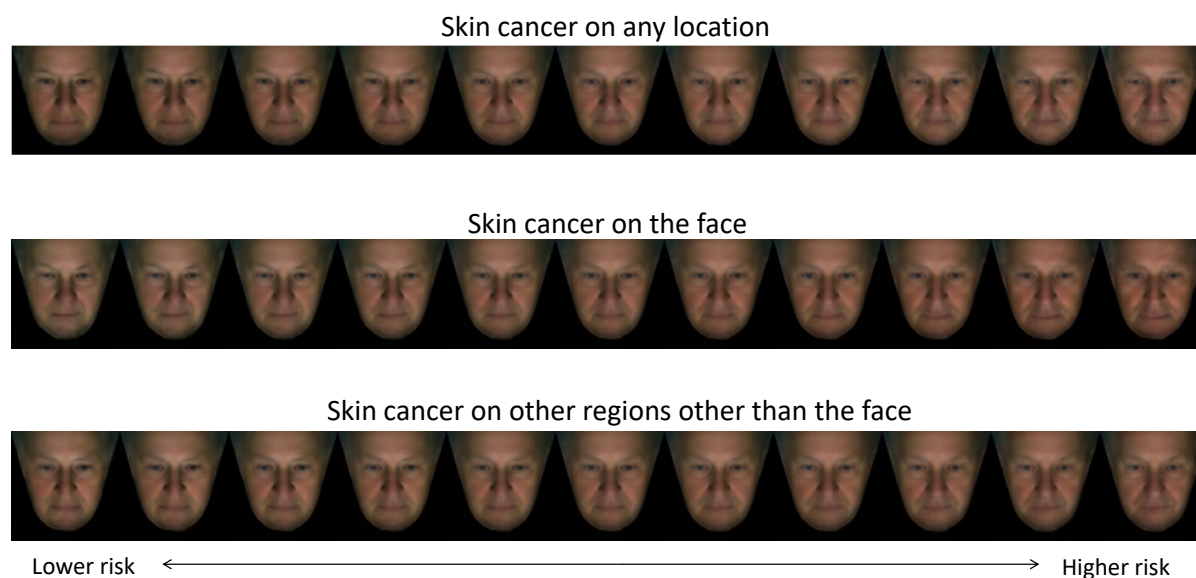 Skin cancer on any location
Skin cancer on the face
Skin cancer on other regions other than the face
Lower risk
Higher risk